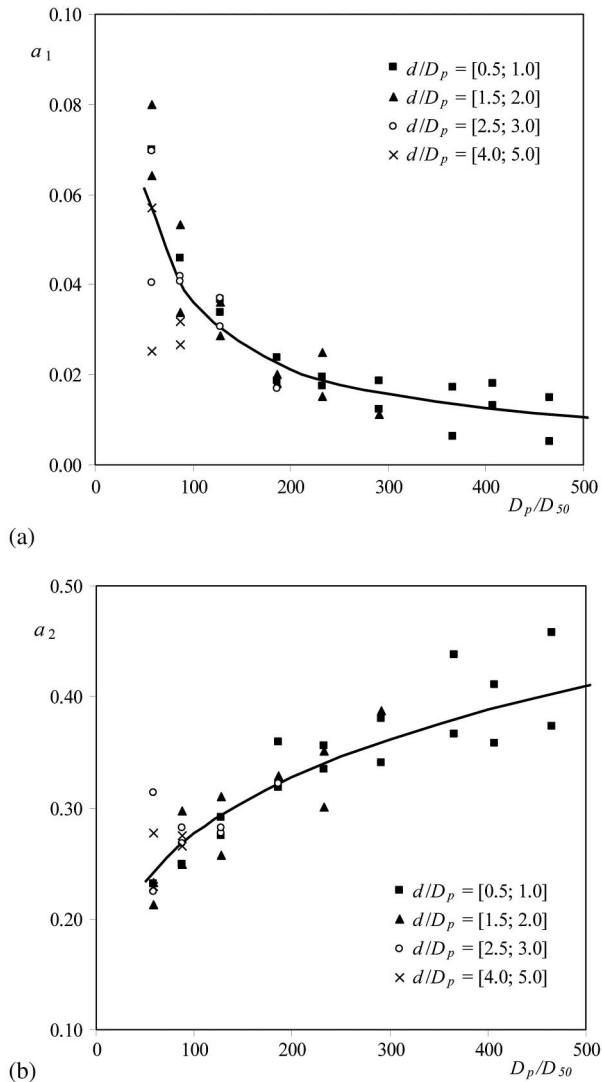 0.10
a1
d/Dp = [0.5; 1.0]
0.08
d/Dp = [1.5; 2.0]
d/Dp = [2.5; 3.0]
d/Dp = [4.0; 5.0]
0.06
0.04
0.02
0.00
0 100 200 300 400 500
Dp/D50
(a)
0.50
a2
0.40
0.30
d/Dp = [0.5; 1.0]
d/Dp = [1.5; 2.0]
0.20
d/Dp = [2.5; 3.0]
d/Dp = [4.0; 5.0]
0.10
0 100 200 300 400 500
Dp/D50
(b)